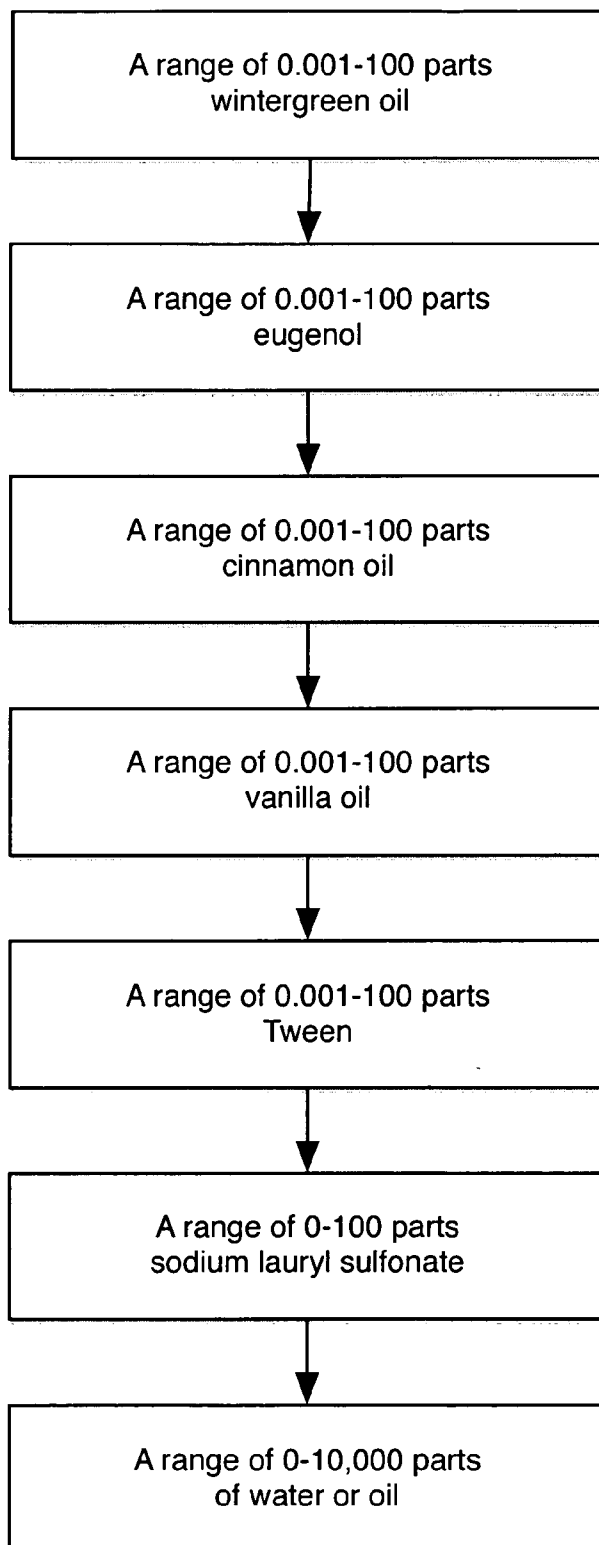 A range of 0.001-100 parts
wintergreen oil
A range of 0.001-100 parts
eugenol
A range of 0.001-100 parts
cinnamon oil
A range of 0.001-100 parts
vanilla oil
A range of 0.001-100 parts
Tween
A range of 0-100 parts
sodium lauryl sulfonate
A range of 0-10,000 parts
of water or oil